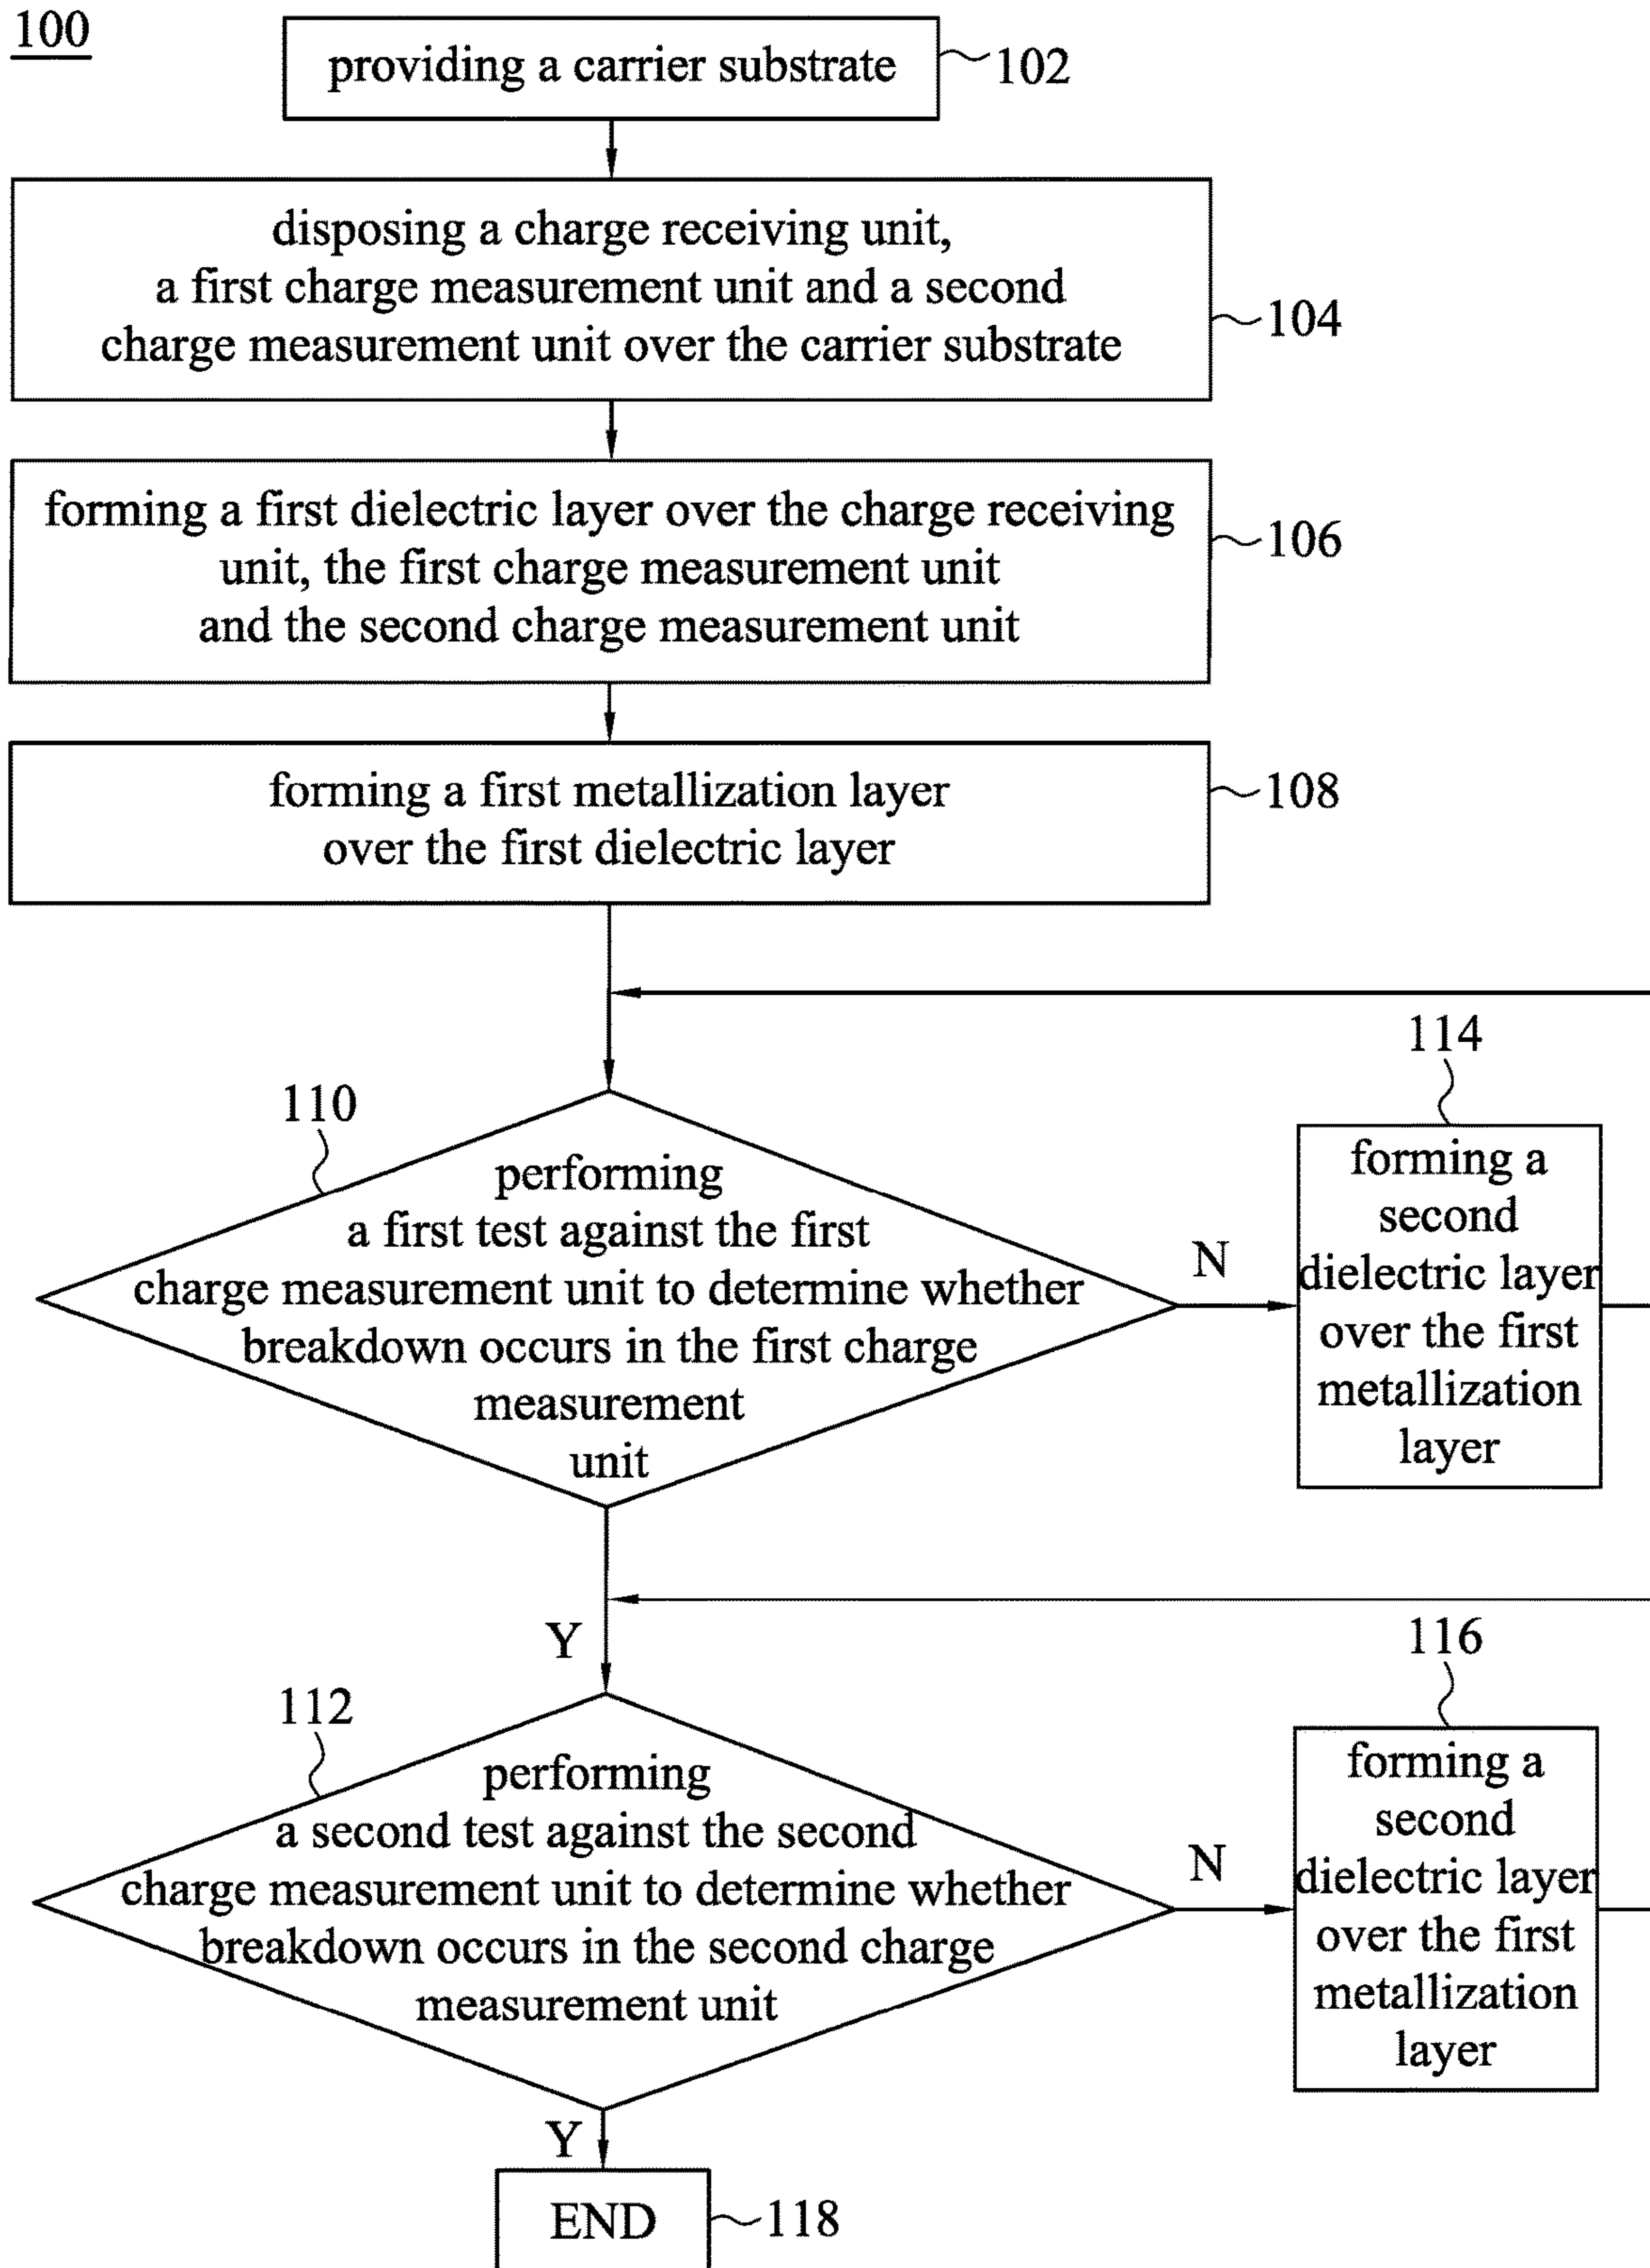 100
providing a carrier substrate
102
disposing a charge receiving unit,
a first charge measurement unit and a second
charge measurement unit over the carrier substrate
104
forming a first dielectric layer over the charge receiving
unit, the first charge measurement unit
and the second charge measurement unit
106
forming a first metallization layer
over the first dielectric layer
108
110
performing
a first test against the first
charge measurement unit to determine whether
breakdown occurs in the first charge
measurement
unit
N
114
forming a
second
dielectric layer
over the first
metallization
layer
Y
112
performing
a second test against the second
charge measurement unit to determine whether
breakdown occurs in the second charge
measurement unit
N
116
forming a
second
dielectric layer
over the first
metallization
layer
Y
END
118